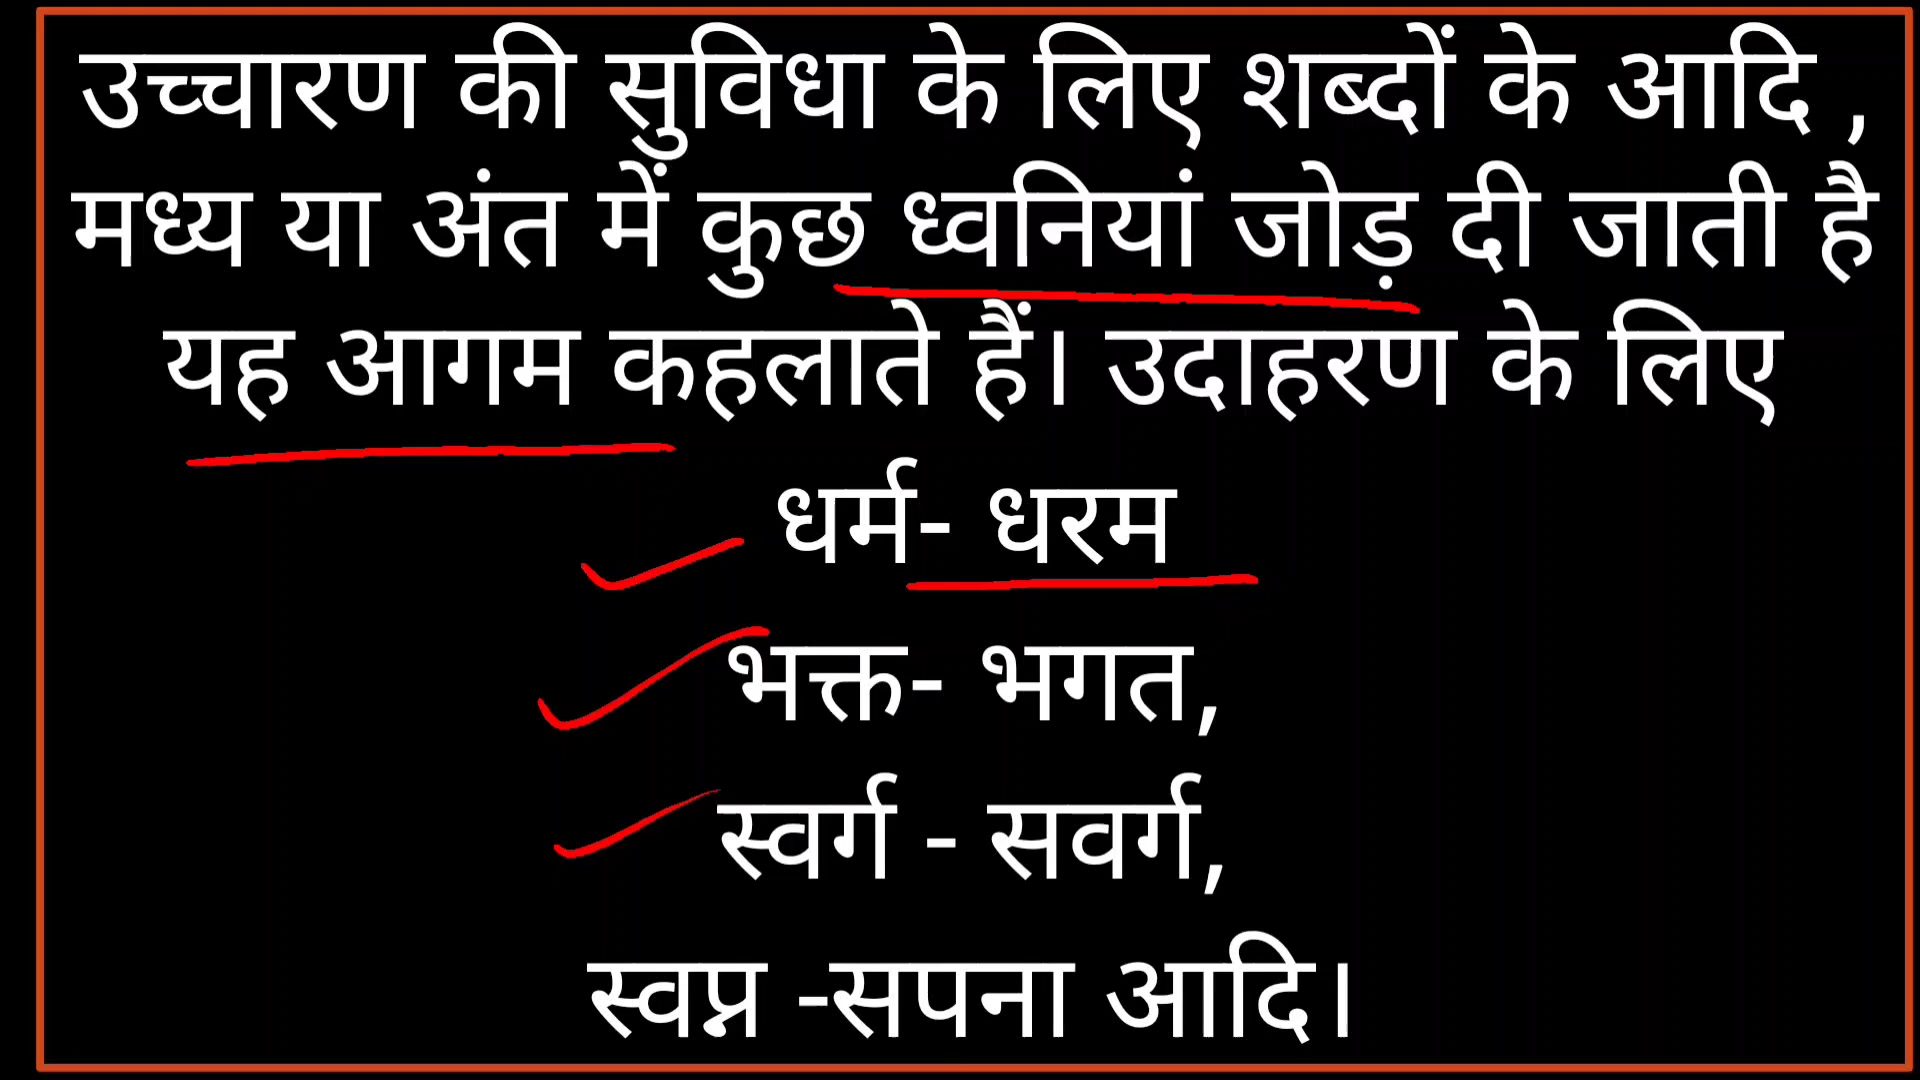 उच्चारण की सुविधा के लिए शब्दों के आदि ,
मध्य या अंत में कुछ ध्वनियां जोड़ दी जाती है
यह आगम कहलाते हैं। उदाहरण के लिए
धर्म- धरम
भक्त- भगत,
स्वर्ग - सवर्ग,
स्वप्न -सपना आदि।